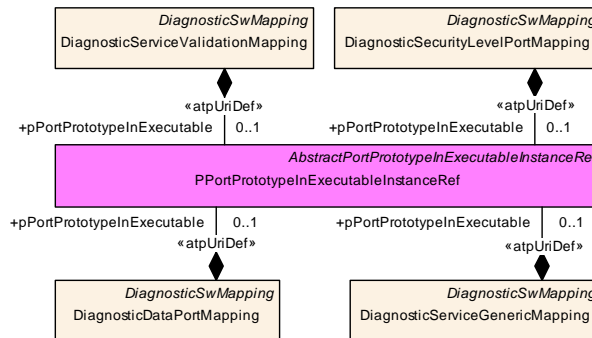 DiagnosticSwMapping
DiagnosticServiceValidationMapping
DiagnosticSwMapping
DiagnosticSecurityLevelPortMapping
«atpUriDef»
+pPortPrototypeInExecutable 0..1
«atpUriDef»
+pPortPrototypeInExecutable 0..1
AbstractPortPrototypeInExecutableInstanceRe
PPortPrototypeInExecutableInstanceRef
+pPortPrototypeInExecutable 0..1
«atpUriDef»
+pPortPrototypeInExecutable 0..1
«atpUriDef»
DiagnosticSwMapping
DiagnosticDataPortMapping
DiagnosticSwMapping
DiagnosticServiceGenericMapping